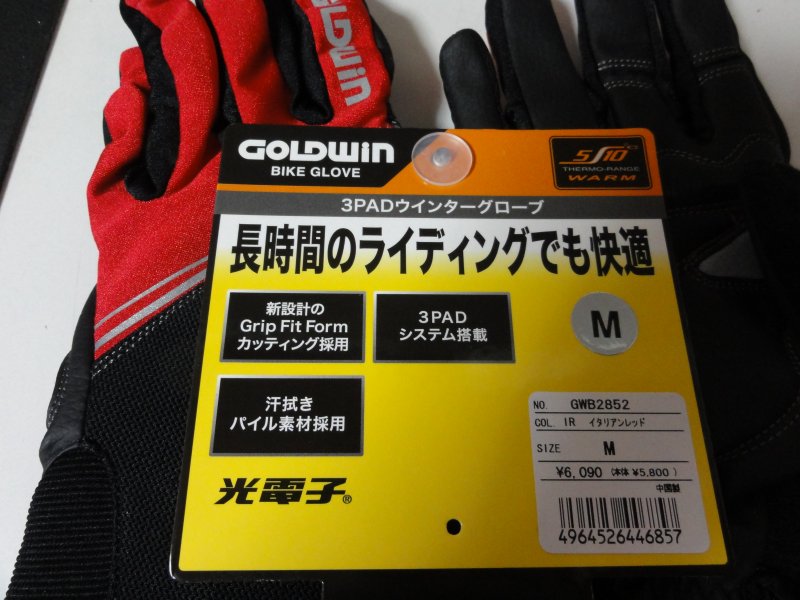 GOLDWIN
GOLDWIN
BIKE GLOVE
5 10 ℃
THERMO-RANGE
WARM
3PADウインターグローブ
長時間のライディングでも快適
新設計の
Grip Fit Form
カッティング採用
3PAD
システム搭載
M
汗拭き
パイル素材採用
光電子®
NO. GWB2852
COL. IR イタリアンレッド
SIZE M
¥6,090 (本体 ¥5,800)
中国製
4964526446857